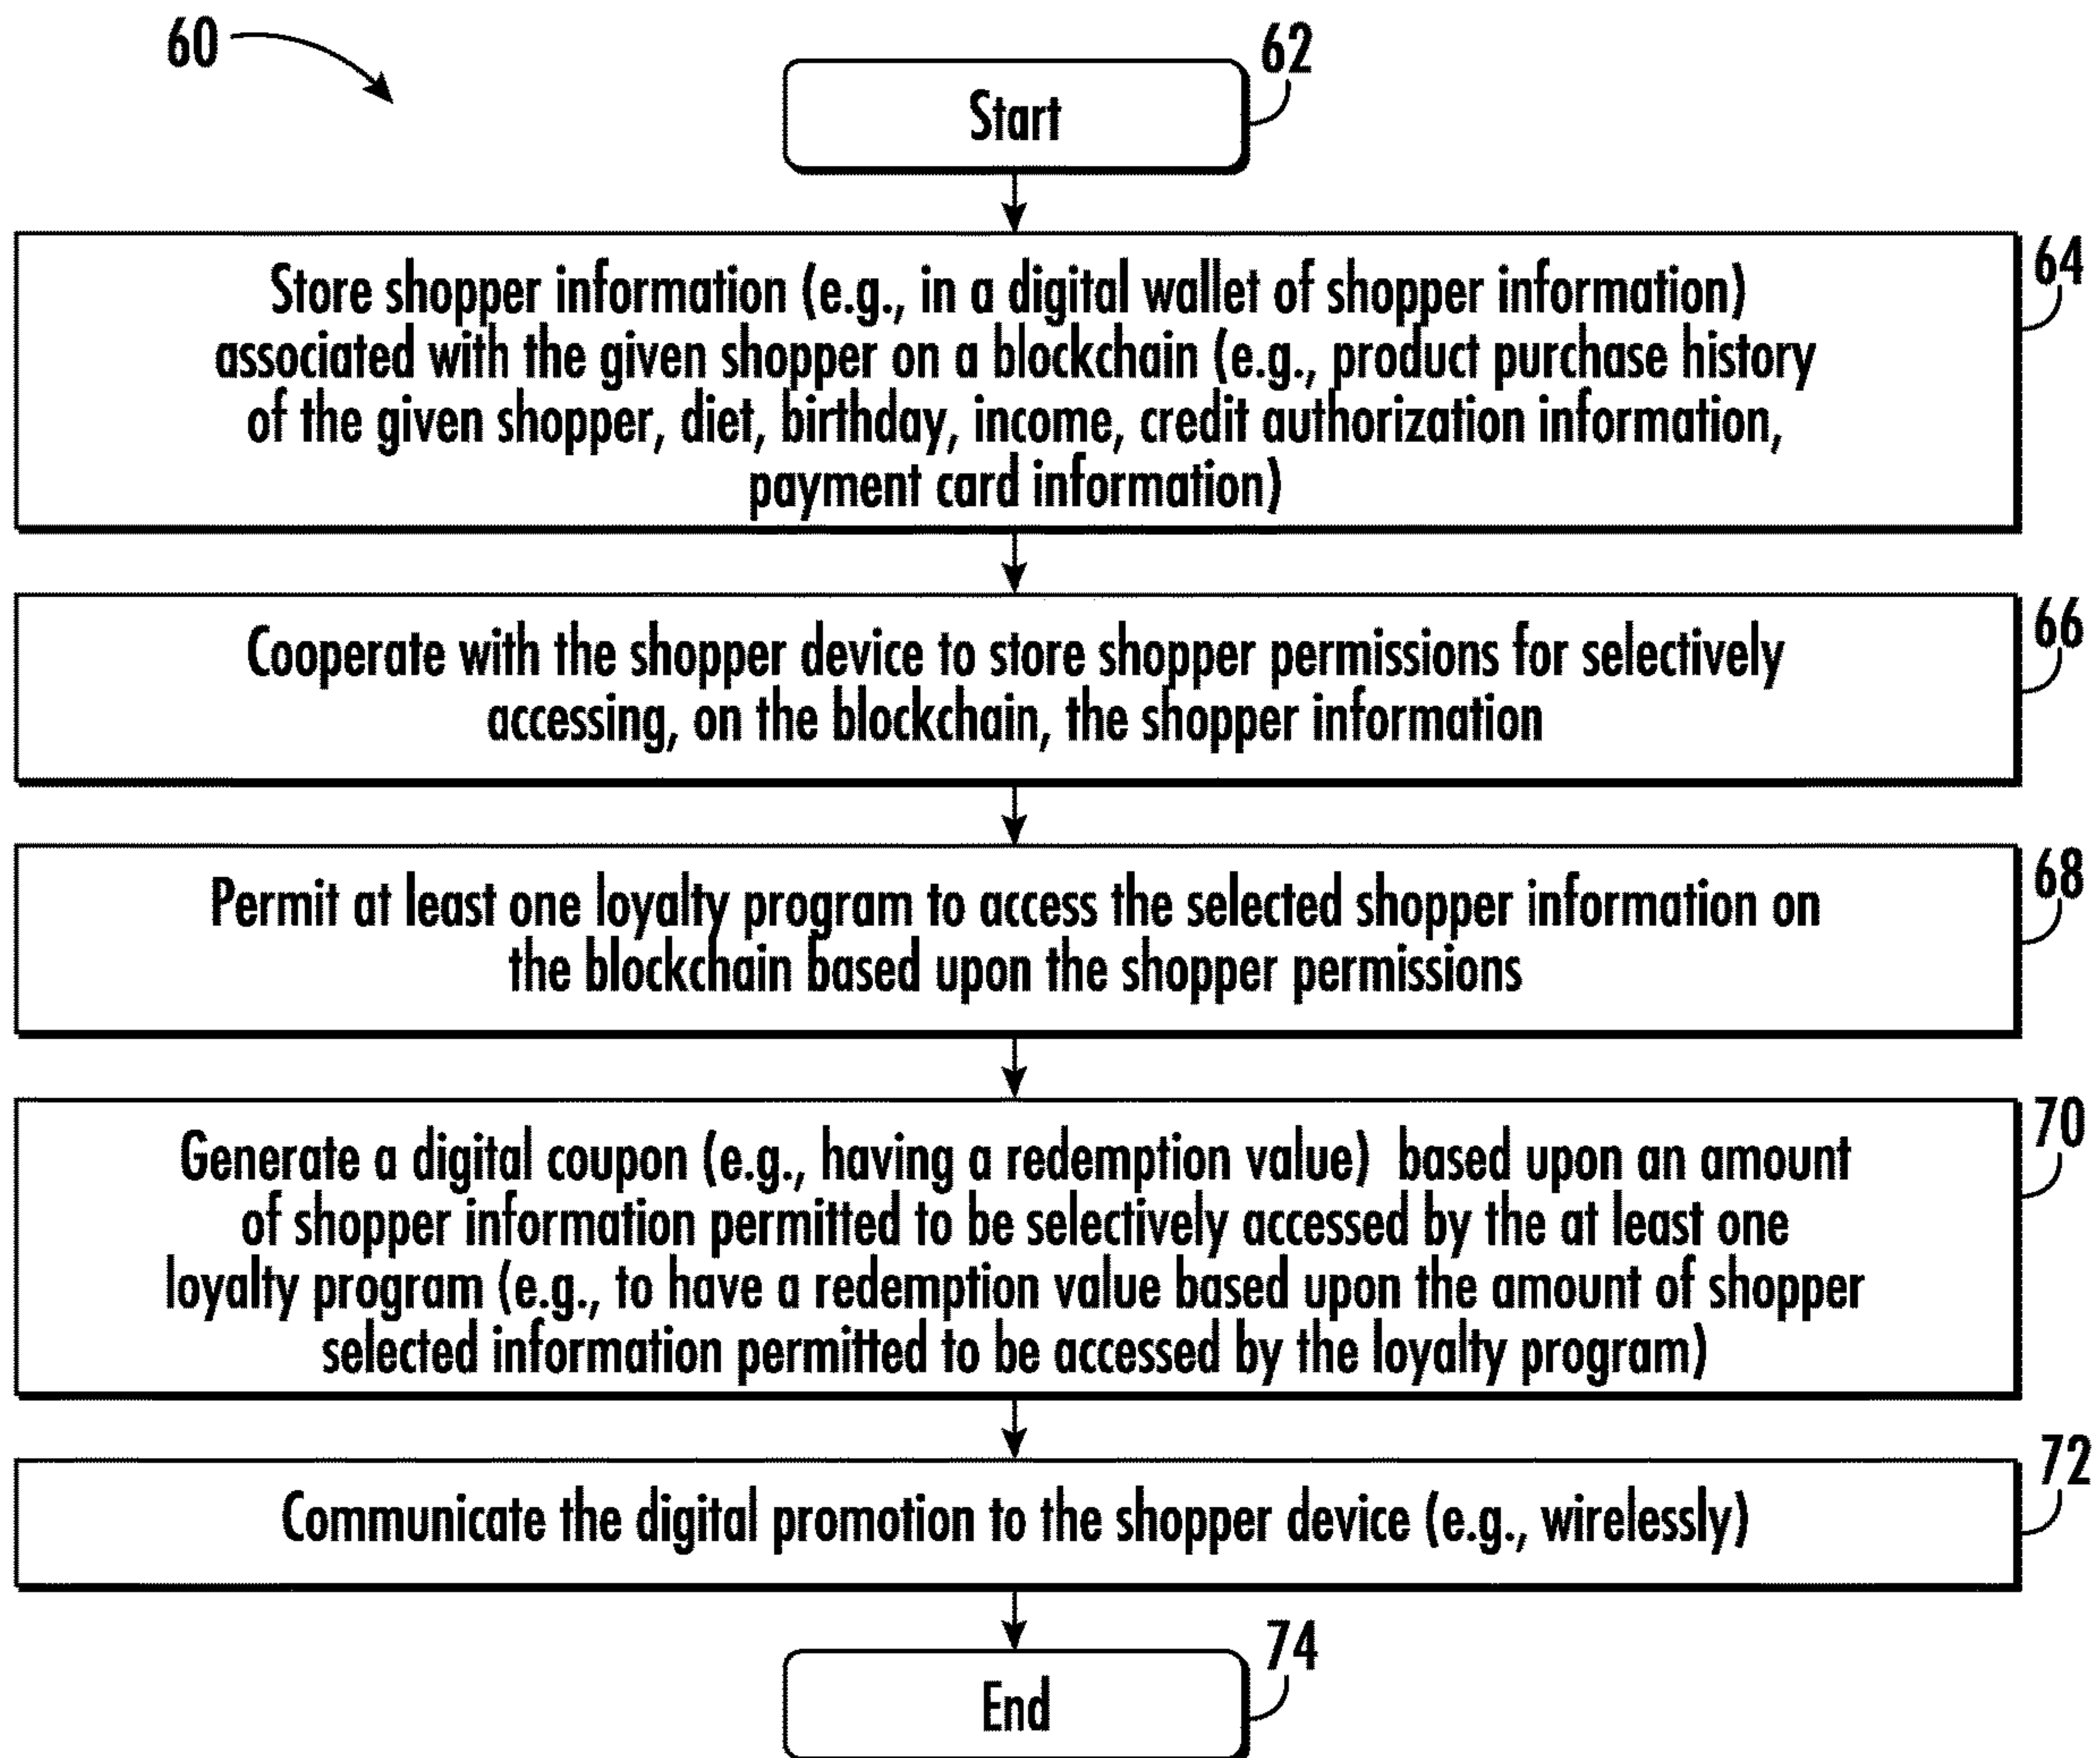 60
Start
62
Store shopper information (e.g., in a digital wallet of shopper information)
associated with the given shopper on a blockchain (e.g., product purchase history
of the given shopper, diet, birthday, income, credit authorization information,
payment card information)
64
Cooperate with the shopper device to store shopper permissions for selectively
accessing, on the blockchain, the shopper information
66
Permit at least one loyalty program to access the selected shopper information on
the blockchain based upon the shopper permissions
68
Generate a digital coupon (e.g., having a redemption value) based upon an amount
of shopper information permitted to be selectively accessed by the at least one
loyalty program (e.g., to have a redemption value based upon the amount of shopper
selected information permitted to be accessed by the loyalty program)
70
Communicate the digital promotion to the shopper device (e.g., wirelessly)
72
End
74